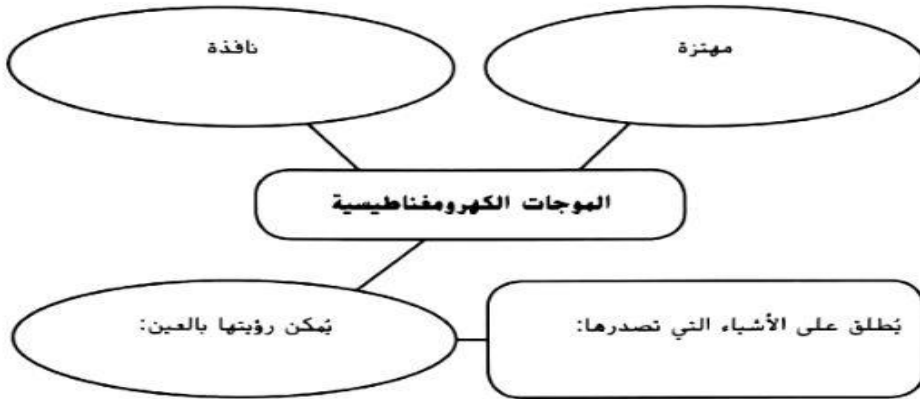 مهتزة
نافذة
الموجات الكهرومغناطيسية
يُطلق على الأشياء التي تصدرها:
يُمكن رؤيتها بالعين: